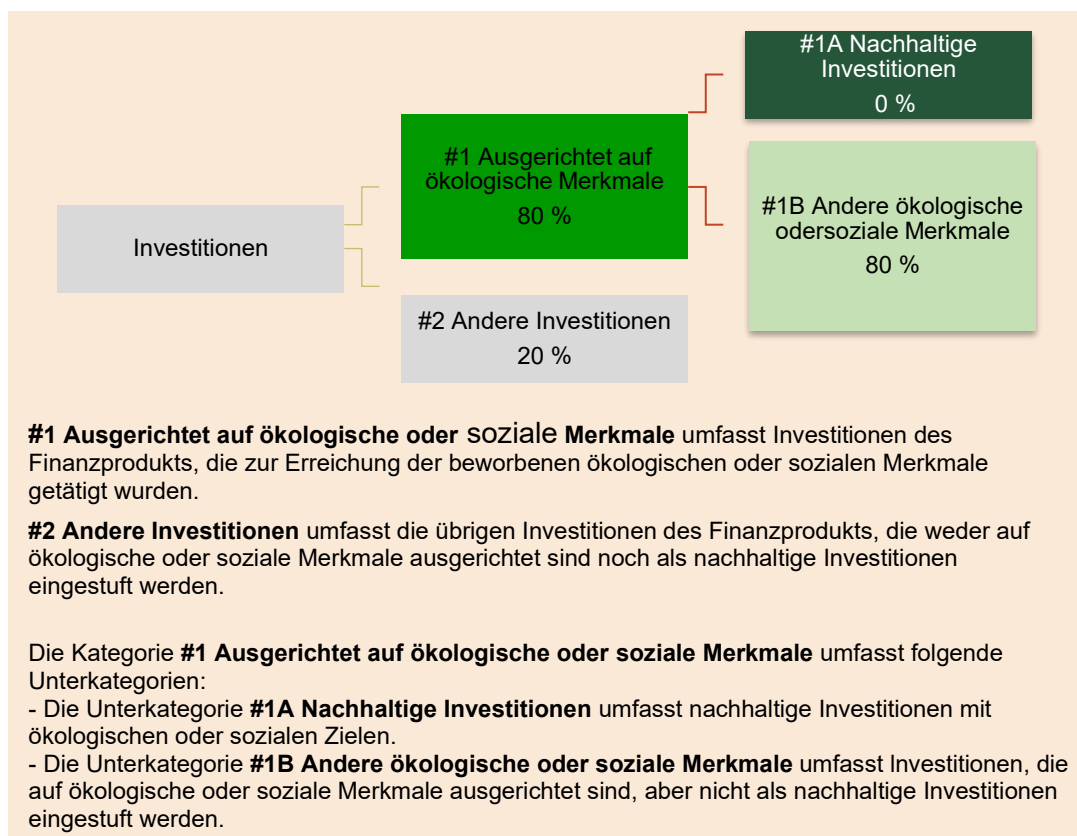 #1A Nachhaltige
Investitionen
0 %
#1 Ausgerichtet auf
ökologische Merkmale
80 %
#1B Andere ökologische
odersoziale Merkmale
80 %
Investitionen
#2 Andere Investitionen
20 %
#1 Ausgerichtet auf ökologische oder soziale Merkmale umfasst Investitionen des
Finanzprodukts, die zur Erreichung der beworbenen ökologischen oder sozialen Merkmale
getätigt wurden.
#2 Andere Investitionen umfasst die übrigen Investitionen des Finanzprodukts, die weder auf
ökologische oder soziale Merkmale ausgerichtet sind noch als nachhaltige Investitionen
eingestuft werden.
Die Kategorie #1 Ausgerichtet auf ökologische oder soziale Merkmale umfasst folgende
Unterkategorien:
- Die Unterkategorie #1A Nachhaltige Investitionen umfasst nachhaltige Investitionen mit
ökologischen oder sozialen Zielen.
- Die Unterkategorie #1B Andere ökologische oder soziale Merkmale umfasst Investitionen, die
auf ökologische oder soziale Merkmale ausgerichtet sind, aber nicht als nachhaltige Investitionen
eingestuft werden.